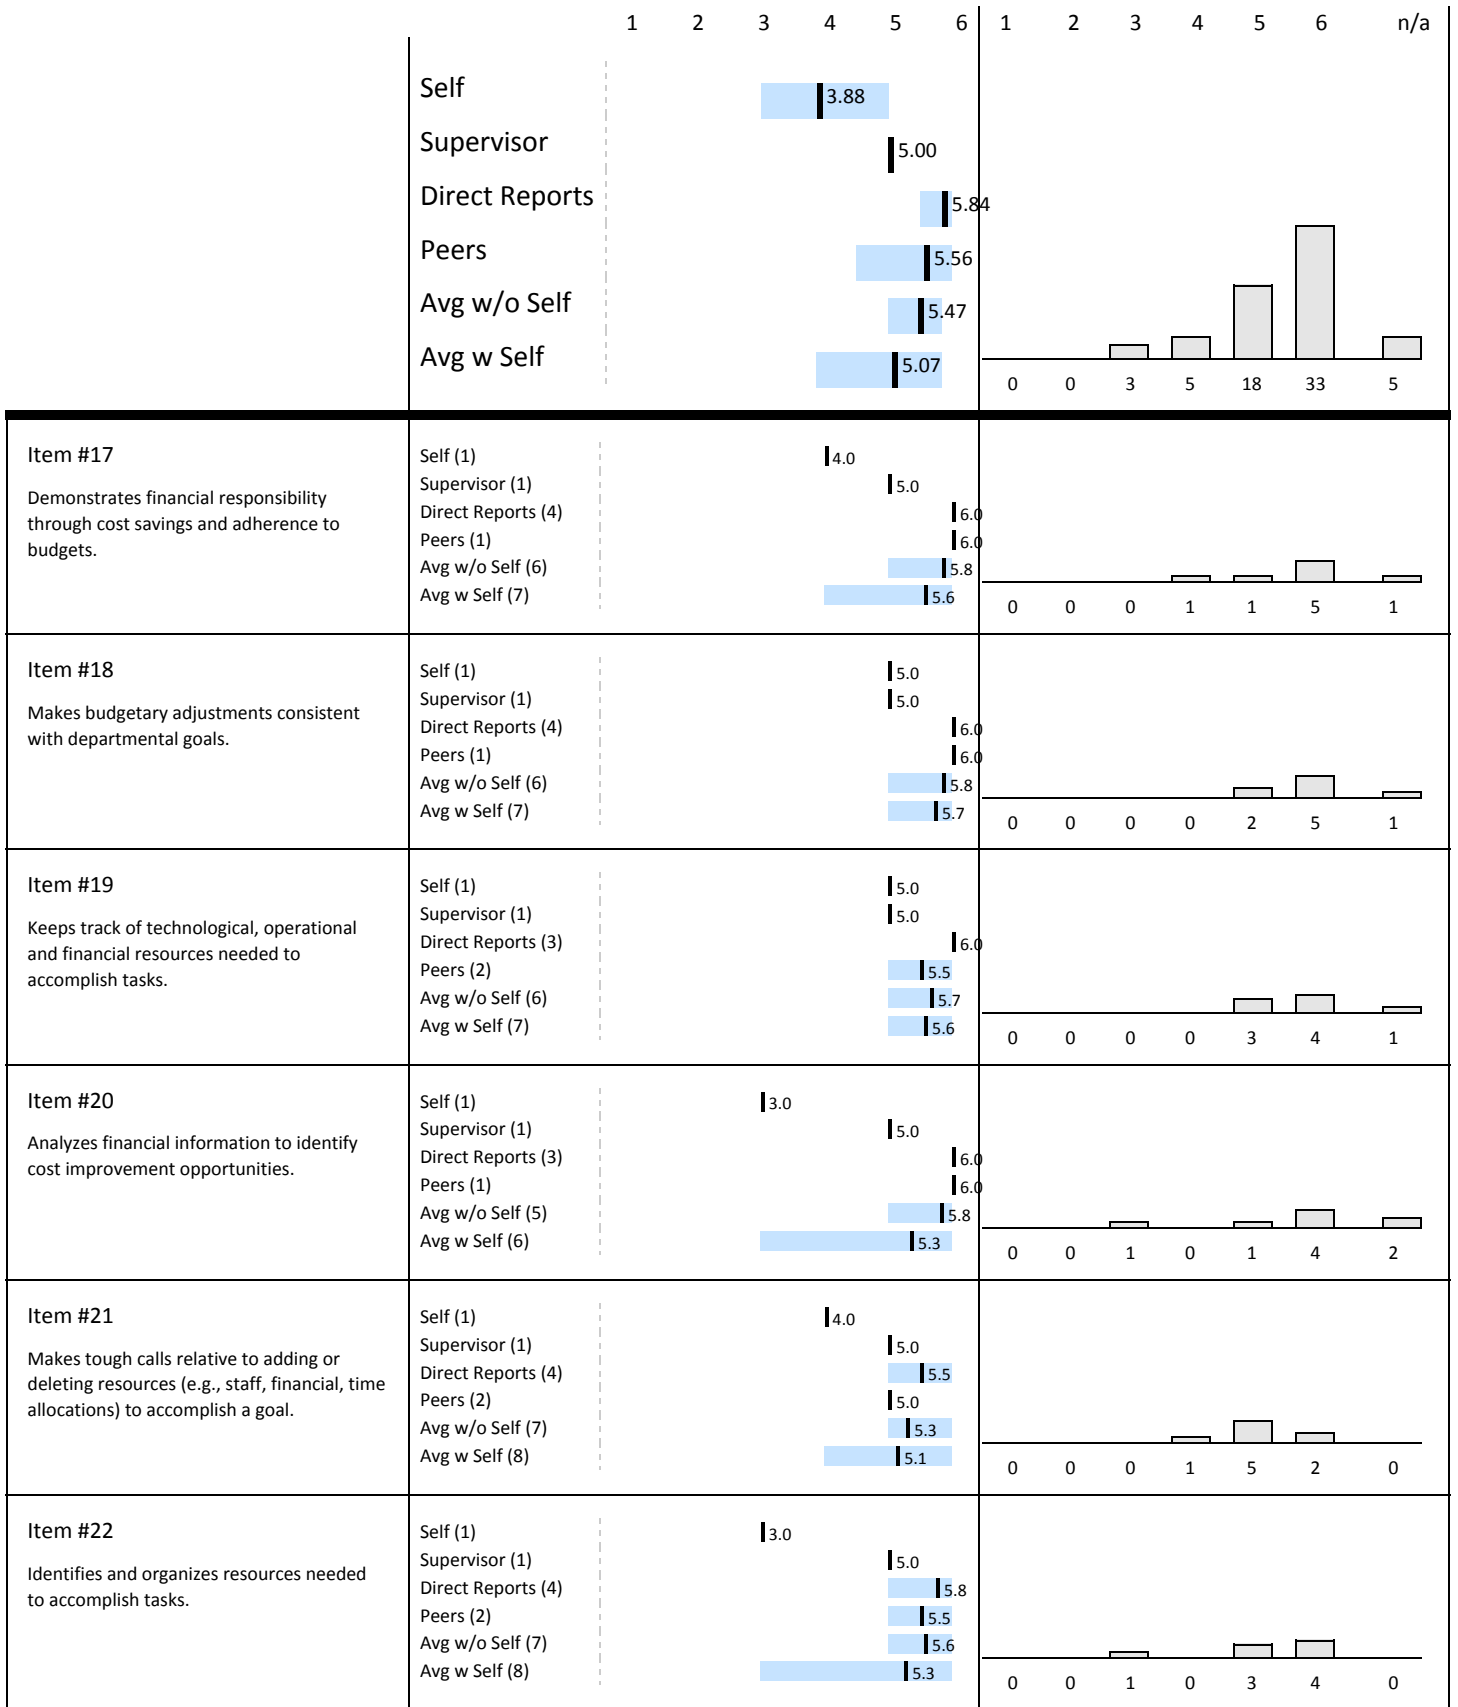 1 2 3 4 5 6 1 2 3 4 5 6 n/a
Self 3.88
Supervisor 5.00
Direct Reports 5.84
Peers 5.56
Avg w/o Self 5.47
Avg w Self 5.07
0 0 3 5 18 33 5
Item #17
Demonstrates financial responsibility
through cost savings and adherence to
budgets.
Self (1) 4.0
Supervisor (1) 5.0
Direct Reports (4) 6.0
Peers (1) 6.0
Avg w/o Self (6) 5.8
Avg w Self (7) 5.6
0 0 0 1 1 5 1
Item #18
Makes budgetary adjustments consistent
with departmental goals.
Self (1) 5.0
Supervisor (1) 5.0
Direct Reports (4) 6.0
Peers (1) 6.0
Avg w/o Self (6) 5.8
Avg w Self (7) 5.7
0 0 0 0 2 5 1
Item #19
Keeps track of technological, operational
and financial resources needed to
accomplish tasks.
Self (1) 5.0
Supervisor (1) 5.0
Direct Reports (3) 6.0
Peers (2) 5.5
Avg w/o Self (6) 5.7
Avg w Self (7) 5.6
0 0 0 0 3 4 1
Item #20
Analyzes financial information to identify
cost improvement opportunities.
Self (1) 3.0
Supervisor (1) 5.0
Direct Reports (3) 6.0
Peers (1) 6.0
Avg w/o Self (5) 5.8
Avg w Self (6) 5.3
0 0 1 0 1 4 2
Item #21
Makes tough calls relative to adding or
deleting resources (e.g., staff, financial, time
allocations) to accomplish a goal.
Self (1) 4.0
Supervisor (1) 5.0
Direct Reports (4) 5.5
Peers (2) 5.0
Avg w/o Self (7) 5.3
Avg w Self (8) 5.1
0 0 0 1 5 2 0
Item #22
Identifies and organizes resources needed
to accomplish tasks.
Self (1) 3.0
Supervisor (1) 5.0
Direct Reports (4) 5.8
Peers (2) 5.5
Avg w/o Self (7) 5.6
Avg w Self (8) 5.3
0 0 1 0 3 4 0